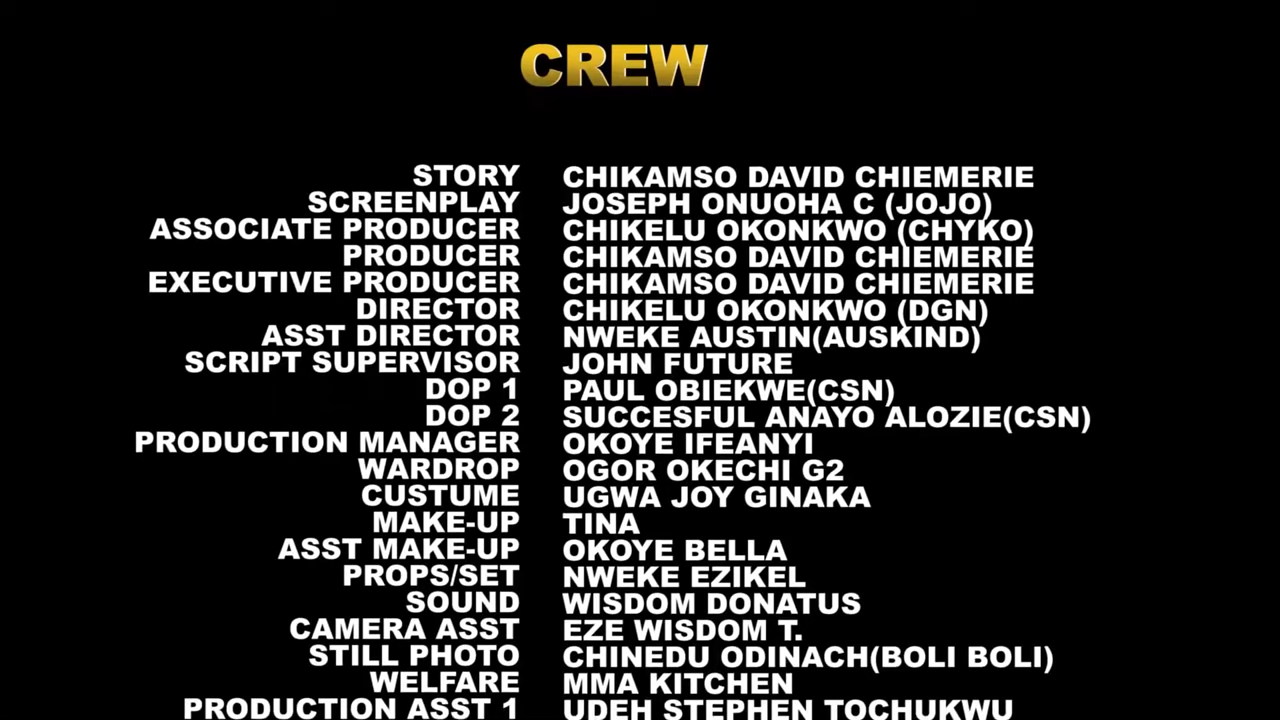 CREW
STORY CHIKAMSO DAVID CHIEMERIE
SCREENPLAY JOSEPH ONUOHA C (JOJO)
ASSOCIATE PRODUCER CHIKELU OKONKWO (CHYKO)
PRODUCER CHIKAMSO DAVID CHIEMERIE
EXECUTIVE PRODUCER CHIKAMSO DAVID CHIEMERIE
DIRECTOR CHIKELU OKONKWO (DGN)
ASST DIRECTOR NWEKE AUSTIN(AUSKIND)
SCRIPT SUPERVISOR JOHN FUTURE
DOP 1 PAUL OBIEKWE(CSN)
DOP 2 SUCCESFUL ANAYO ALOZIE(CSN)
PRODUCTION MANAGER OKOYE IFEANYI
WARDROP OGOR OKECHI G2
CUSTUME UGWA JOY GINAKA
MAKE-UP TINA
ASST MAKE-UP OKOYE BELLA
PROPS/SET NWEKE EZIKEL
SOUND WISDOM DONATUS
CAMERA ASST EZE WISDOM T.
STILL PHOTO CHINEDU ODINACH(BOLI BOLI)
WELFARE MMA KITCHEN
PRODUCTION ASST 1 UDEH STEPHEN TOCHUKWU